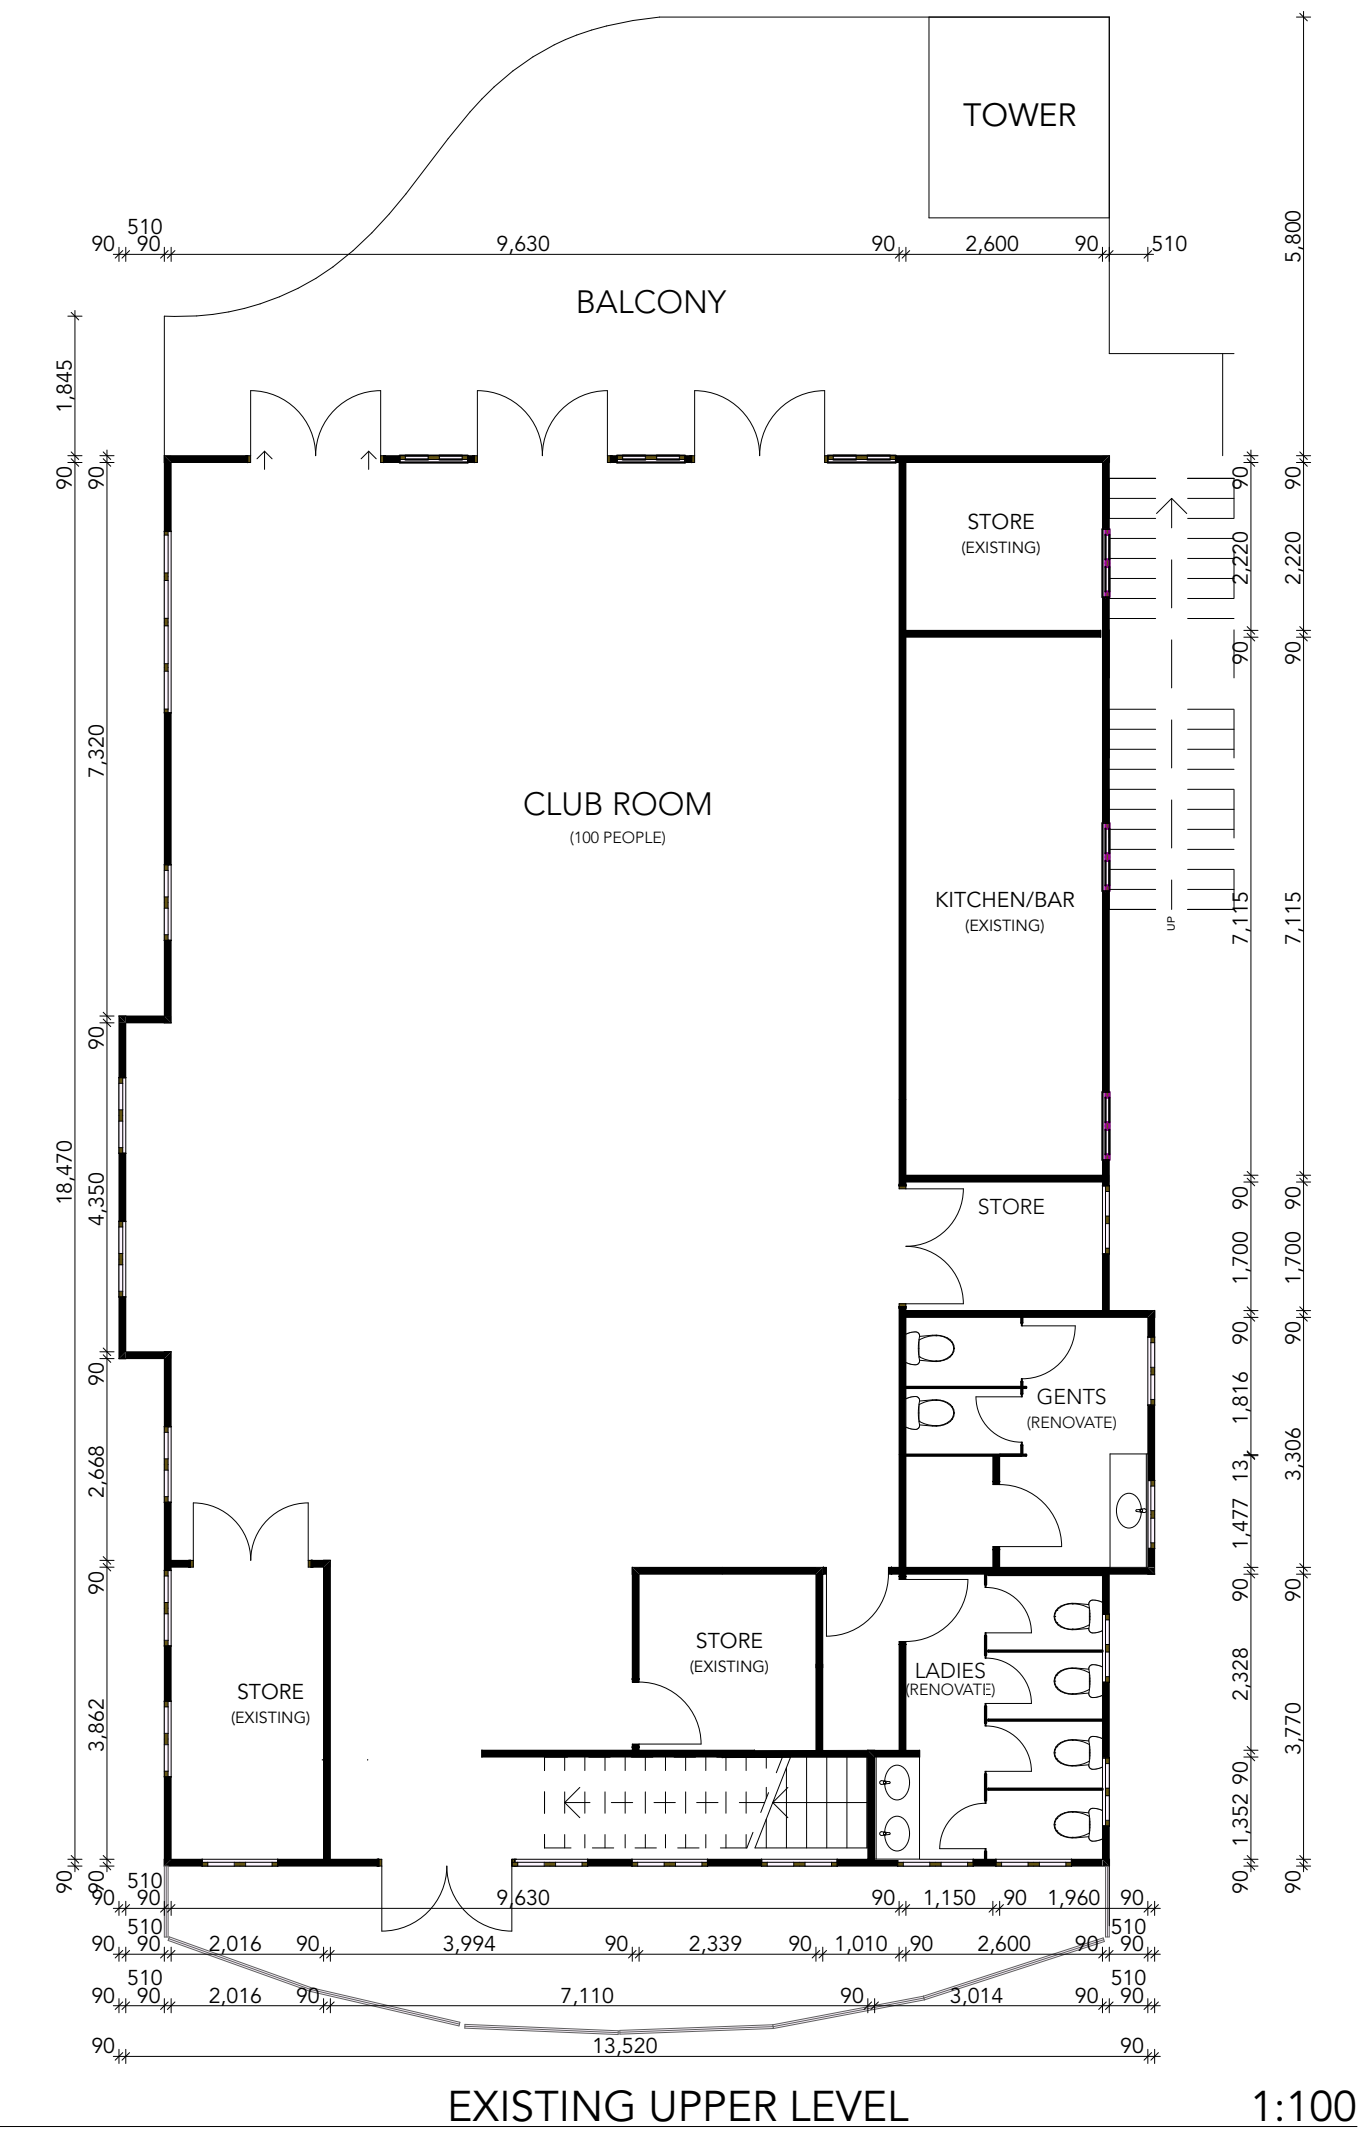 TOWER
510
90 90 9,630 90 2,600 90 510
5,800
BALCONY
1,845
90 90 90 90
STORE
(EXISTING)
2,220 2,220
90 90
7,320
CLUB ROOM
(100 PEOPLE)
KITCHEN/BAR
(EXISTING)
UP
7,115 7,115
90
18,470
4,350
90 90
STORE
1,700 1,700
90 90
90
GENTS
(RENOVATE)
1,816
13
3,306
2,668
1,477
90 90 90
STORE
(EXISTING)
LADIES
(RENOVATE)
2,328
STORE
(EXISTING)
3,862
3,770
90
1,352
90 90 90 90
510
90 90 9,630 90 1,150 90 1,960 90
510 510
90 90 2,016 90 3,994 90 2,339 90 1,010 90 2,600 90 90
510 510
90 90 2,016 90 7,110 90 3,014 90 90
90 13,520 90
EXISTING UPPER LEVEL 1:100